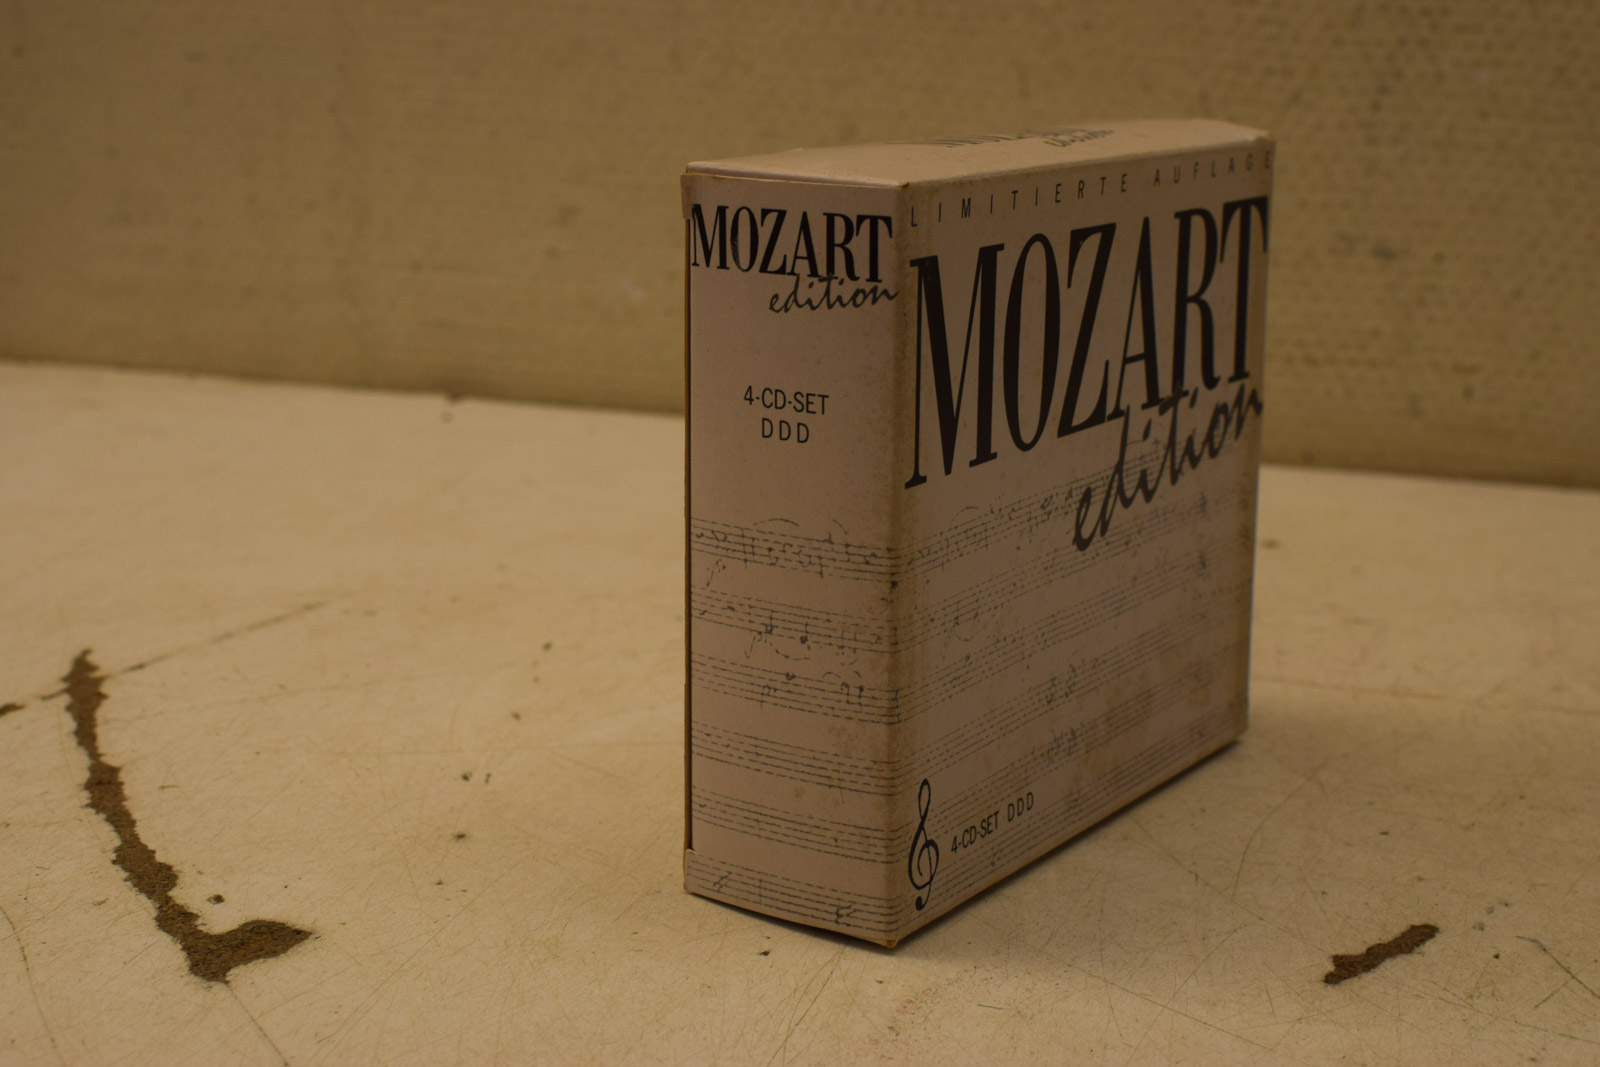 MOZART
edition
4-CD-SET
DDD
LIMITIERTE AUFLAGE
MOZART
edition
4-CD-SET DDD